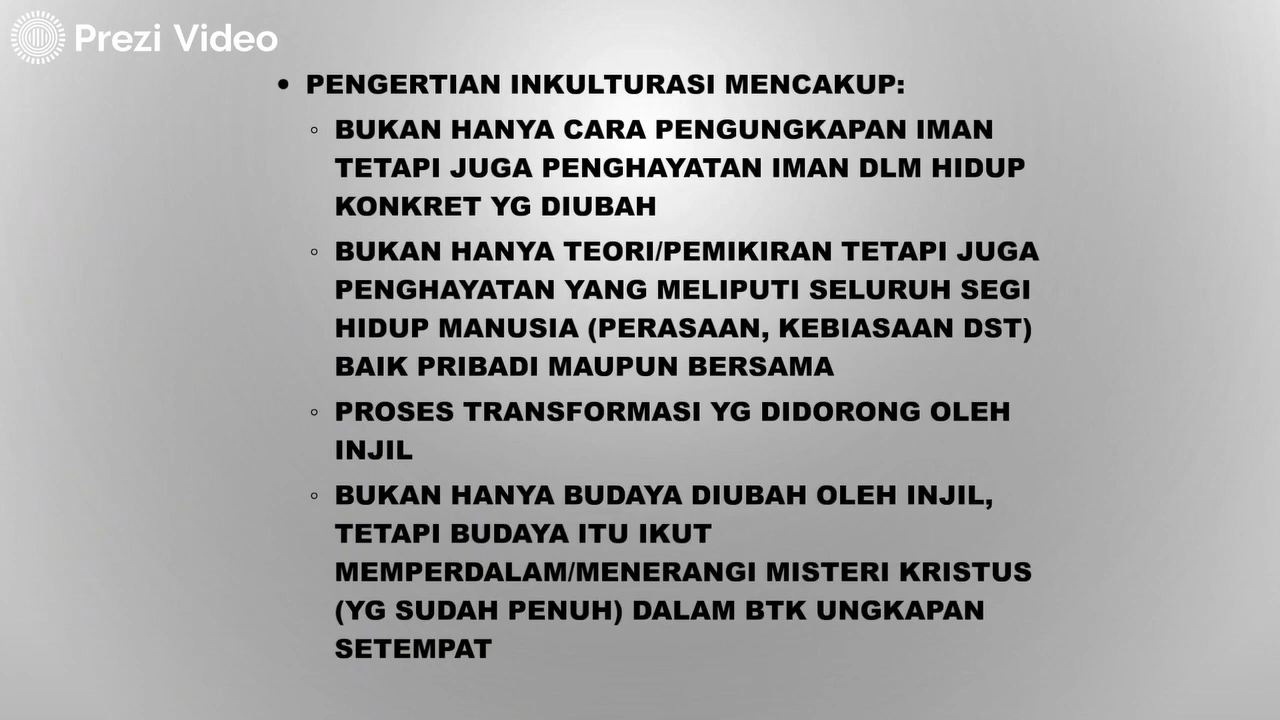 Prezi Video
• PENGERTIAN INKULTURASI MENCAKUP:
◦ BUKAN HANYA CARA PENGUNGKAPAN IMAN
TETAPI JUGA PENGHAYATAN IMAN DLM HIDUP
KONKRET YG DIUBAH
◦ BUKAN HANYA TEORI/PEMIKIRAN TETAPI JUGA
PENGHAYATAN YANG MELIPUTI SELURUH SEGI
HIDUP MANUSIA (PERASAAN, KEBIASAAN DST)
BAIK PRIBADI MAUPUN BERSAMA
◦ PROSES TRANSFORMASI YG DIDORONG OLEH
INJIL
◦ BUKAN HANYA BUDAYA DIUBAH OLEH INJIL,
TETAPI BUDAYA ITU IKUT
MEMPERDALAM/MENERANGI MISTERI KRISTUS
(YG SUDAH PENUH) DALAM BTK UNGKAPAN
SETEMPAT